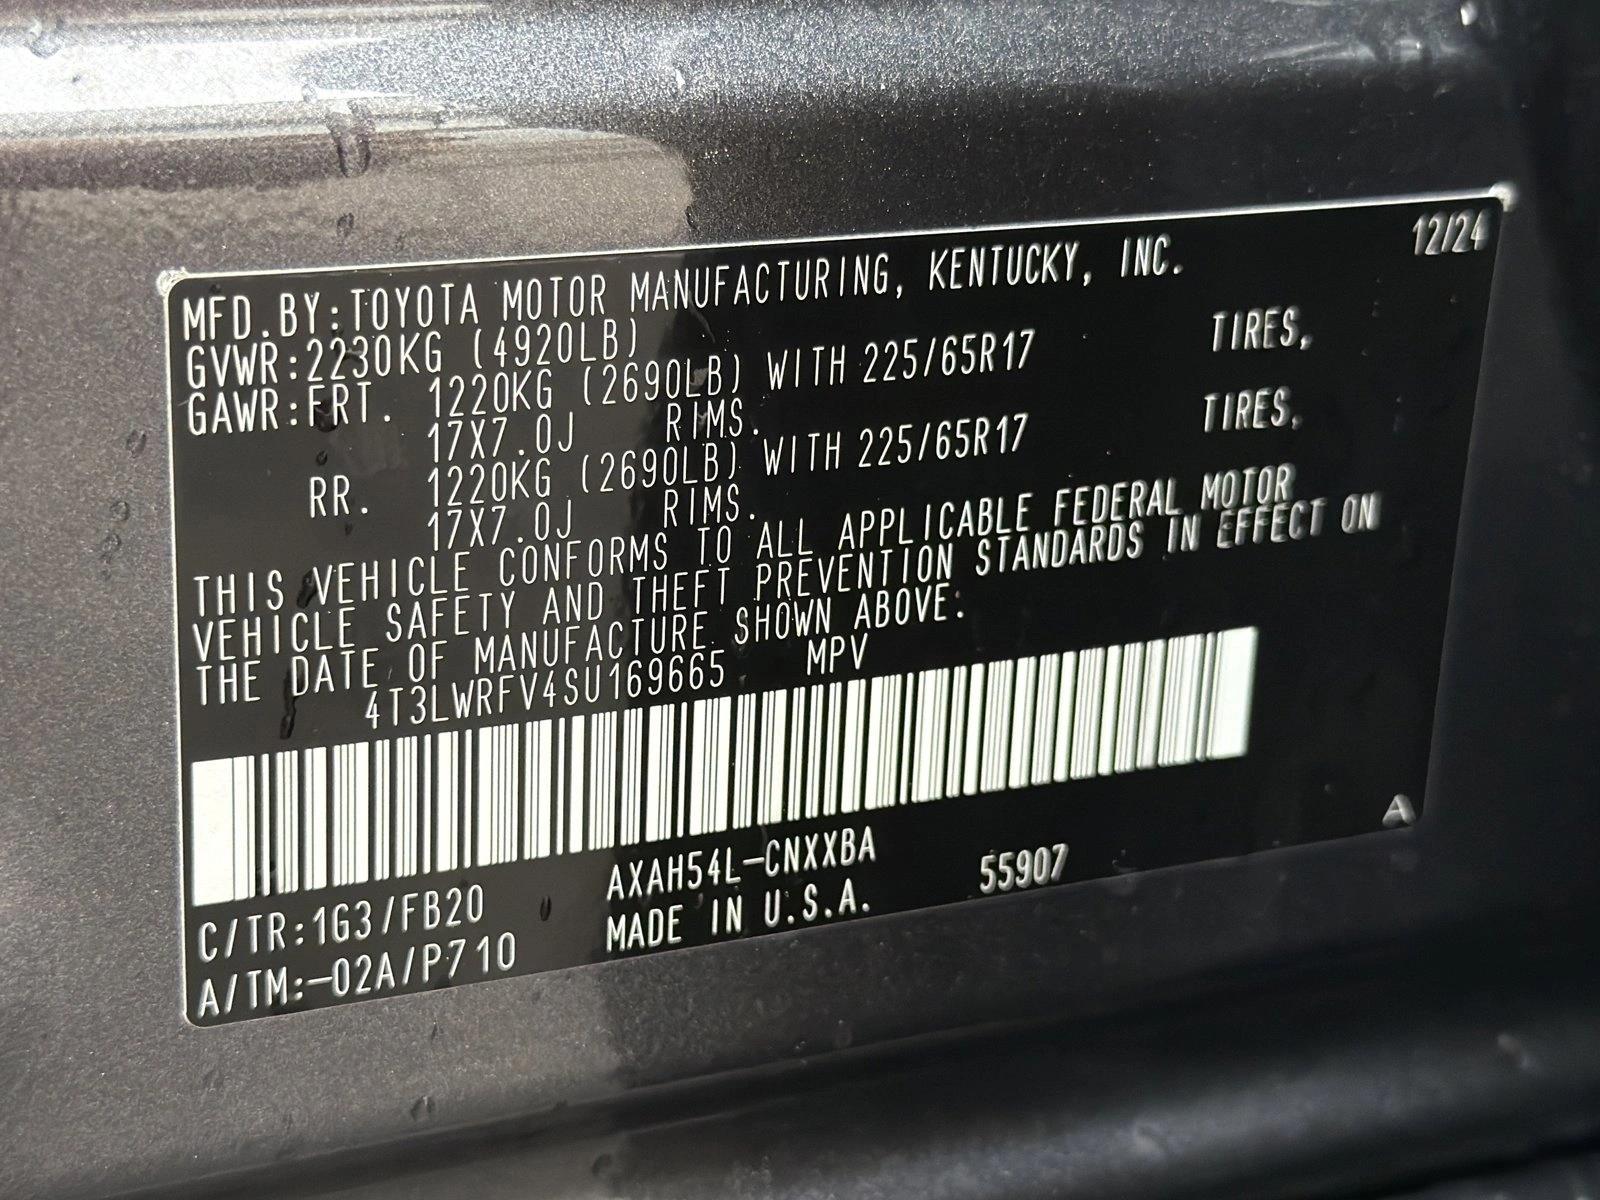 12/24
MFD.BY:TOYOTA MOTOR MANUFACTURING, KENTUCKY, INC.
GVWR:2230KG (4920LB)
GAWR:FRT. 1220KG (2690LB) WITH 225/65R17 TIRES,
17X7.0J RIMS.
RR. 1220KG (2690LB) WITH 225/65R17 TIRES,
17X7.0J RIMS.
THIS VEHICLE CONFORMS TO ALL APPLICABLE FEDERAL MOTOR
VEHICLE SAFETY AND THEFT PREVENTION STANDARDS IN EFFECT ON
THE DATE OF MANUFACTURE SHOWN ABOVE:
4T3LWRFV4SU169665 MPV
A
C/TR:1G3/FB20 AXAH54L-CNXXBA 55907
A/TM:-02A/P710 MADE IN U.S.A.